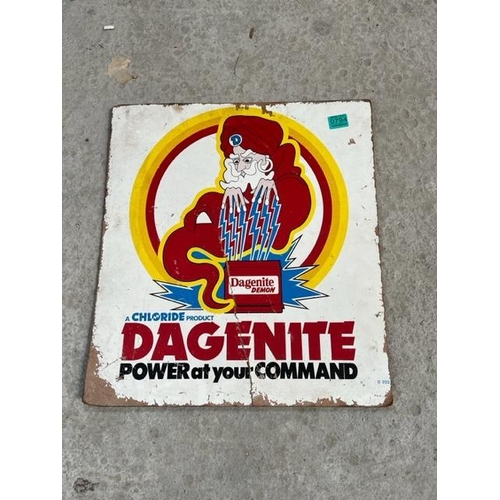 D
Dagenite
DEMON
A CHLORIDE PRODUCT
DAGENITE
POWER at your COMMAND